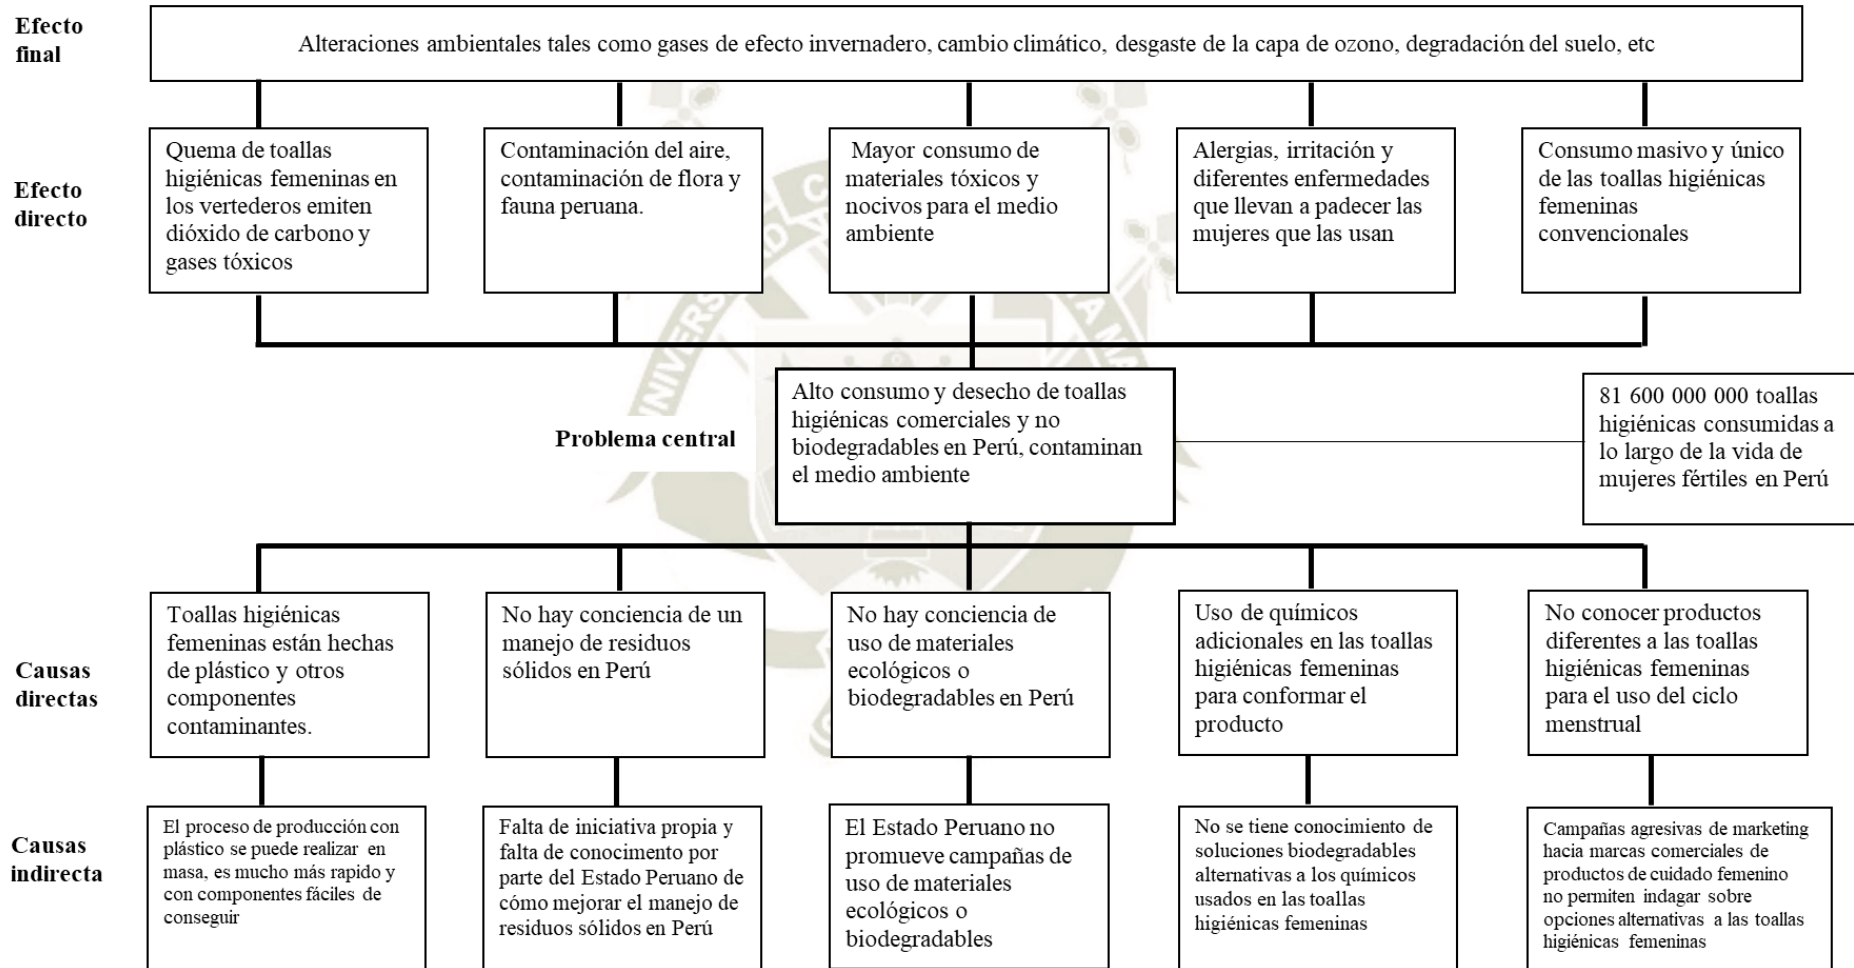 Efecto
final
Alteraciones ambientales tales como gases de efecto invernadero, cambio climático, desgaste de la capa de ozono, degradación del suelo, etc
Efecto
directo
Quema de toallas
higiénicas femeninas en
los vertederos emiten
dióxido de carbono y
gases tóxicos
Contaminación del aire,
contaminación de flora y
fauna peruana.
Mayor consumo de
materiales tóxicos y
nocivos para el medio
ambiente
Alergias, irritación y
diferentes enfermedades
que llevan a padecer las
mujeres que las usan
Consumo masivo y único
de las toallas higiénicas
femeninas
convencionales
Problema central
Alto consumo y desecho de toallas
higiénicas comerciales y no
biodegradables en Perú, contaminan
el medio ambiente
81 600 000 000 toallas
higiénicas consumidas a
lo largo de la vida de
mujeres fértiles en Perú
Causas
directas
Toallas higiénicas
femeninas están hechas
de plástico y otros
componentes
contaminantes.
No hay conciencia de un
manejo de residuos
sólidos en Perú
No hay conciencia de
uso de materiales
ecológicos o
biodegradables en Perú
Uso de químicos
adicionales en las toallas
higiénicas femeninas
para conformar el
producto
No conocer productos
diferentes a las toallas
higiénicas femeninas
para el uso del ciclo
menstrual
Causas
indirecta
El proceso de producción con
plástico se puede realizar en
masa, es mucho más rapido y
con componentes fáciles de
conseguir
Falta de iniciativa propia y
falta de conocimiento por
parte del Estado Peruano de
cómo mejorar el manejo de
residuos sólidos en Perú
El Estado Peruano no
promueve campañas de
uso de materiales
ecológicos o
biodegradables
No se tiene conocimiento de
soluciones biodegradables
alternativas a los químicos
usados en las toallas
higiénicas femeninas
Campañas agresivas de marketing
hacia marcas comerciales de
productos de cuidado femenino
no permiten indagar sobre
opciones alternativas a las toallas
higiénicas femeninas